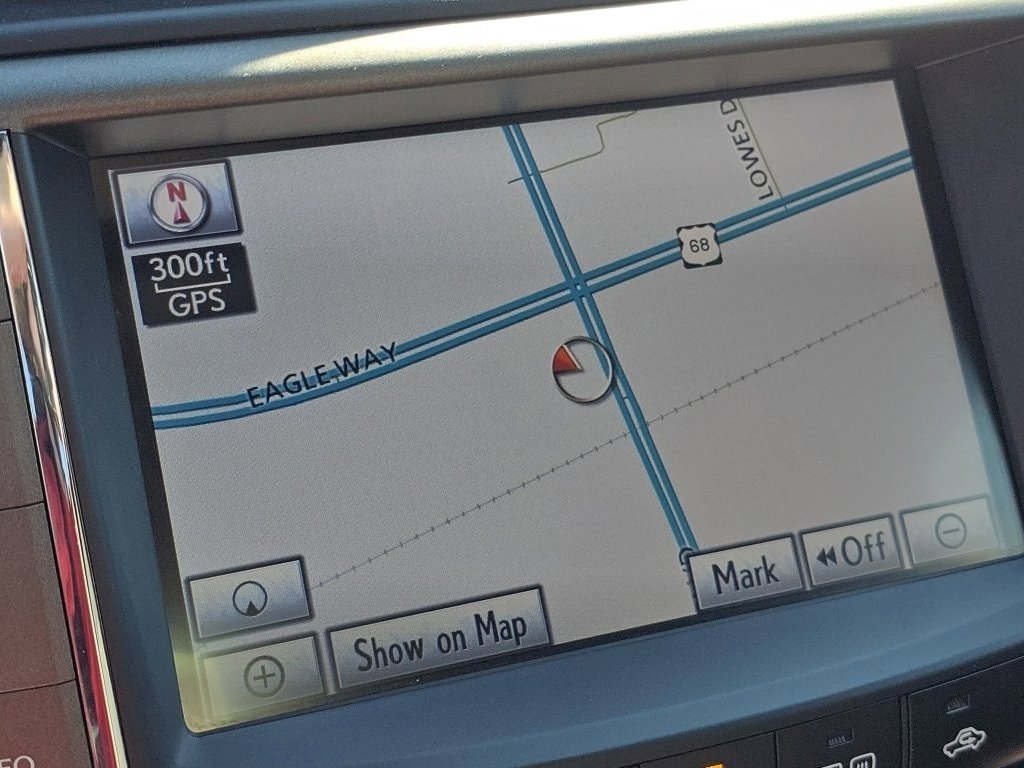 N
300ft
GPS
LOWES D
68
EAGLE WAY
Mark
Off
Show on Map